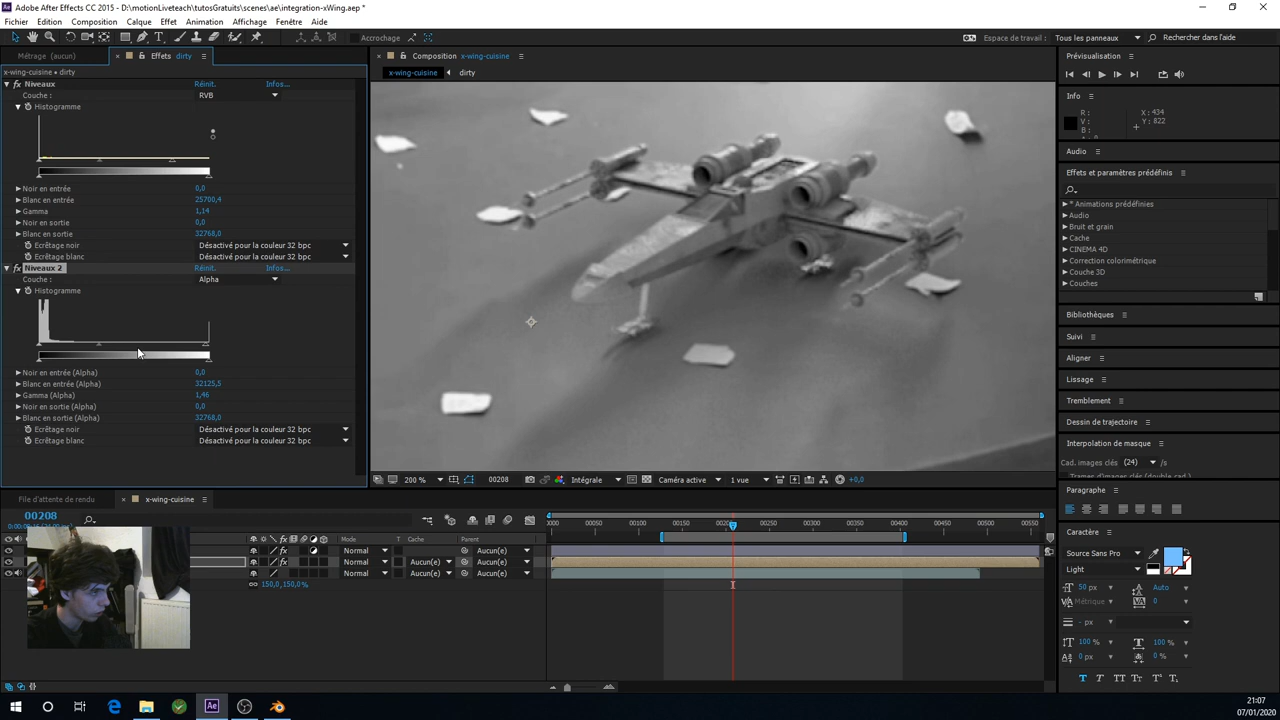 Adobe After Effects CC 2015 - D:\motionLiveteach\tutosGratuits\scenes\ae\integration-xWing.aep *
Fichier Edition Composition Calque Effet Animation Affichage Fenêtre Aide
Accrochage Espace de travail : Tous les panneaux Rechercher dans l'aide
Métrage (aucun) Effets dirty
Composition x-wing-cuisine
x-wing-cuisine dirty
x-wing-cuisine • dirty
Niveaux Réinit. Infos...
Couche : RVB
Histogramme
Noir en entrée 0,0
Blanc en entrée 25700,4
Gamma 1,14
Noir en sortie 0,0
Blanc en sortie 32768,0
Ecrêtage noir Désactivé pour la couleur 32 bpc
Ecrêtage blanc Désactivé pour la couleur 32 bpc
Niveaux 2 Réinit. Infos...
Couche : Alpha
Histogramme
Noir en entrée (Alpha) 0,0
Blanc en entrée (Alpha) 32125,5
Gamma (Alpha) 1,46
Noir en sortie (Alpha) 0,0
Blanc en sortie (Alpha) 32768,0
Ecrêtage noir Désactivé pour la couleur 32 bpc
Ecrêtage blanc Désactivé pour la couleur 32 bpc
200 % 00208 Intégrale Caméra active 1 vue +0,0
Prévisualisation
Info
R : X : 434
V : Y : 822
B :
Audio
Effets et paramètres prédéfinis
* Animations prédéfinies
Audio
Bruit et grain
Cache
CINEMA 4D
Correction colorimétrique
Couche 3D
Couches
Bibliothèques
Suivi
Aligner
Lissage
Tremblement
Dessin de trajectoire
Interpolation de masque
Cad. images clés (24) /s
Paragraphe
Caractère
Source Sans Pro
Light
50 px Auto
Métrique 0
- px
100 % 100 %
0 px 0 %
T T TT Tr T¹ T₁
File d'attente de rendu x-wing-cuisine
00208
Mode T Cache Parent
Normal Aucun(e)
Normal Aucun(e) Aucun(e)
Normal Aucun(e) Aucun(e)
150,0,150,0%
00050 00100 00150 00250 00300 00350 00400 00450 00500 00550
21:07
07/01/2020